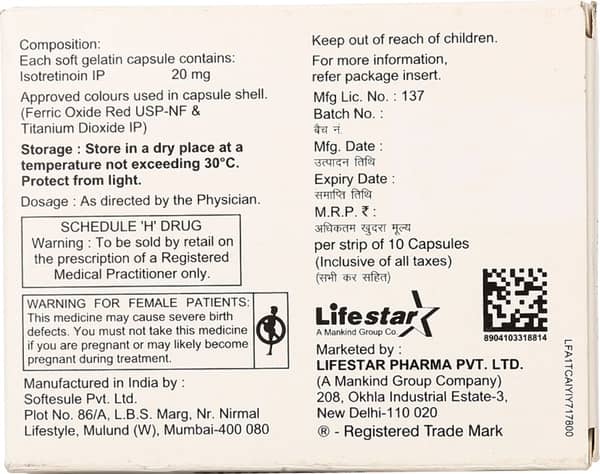 Composition:
Each soft gelatin capsule contains:
Isotretinoin IP 20 mg
Approved colours used in capsule shell.
(Ferric Oxide Red USP-NF &
Titanium Dioxide IP)
Storage : Store in a dry place at a
temperature not exceeding 30°C.
Protect from light.
Dosage : As directed by the Physician.
SCHEDULE 'H' DRUG
Warning : To be sold by retail on
the prescription of a Registered
Medical Practitioner only.
WARNING FOR FEMALE PATIENTS:
This medicine may cause severe birth
defects. You must not take this medicine
if you are pregnant or may likely become
pregnant during treatment.
Manufactured in India by :
Softesule Pvt. Ltd.
Plot No. 86/A, L.B.S. Marg, Nr. Nirmal
Lifestyle, Mulund (W), Mumbai-400 080
Keep out of reach of children.
For more information,
refer package insert.
Mfg Lic. No. : 137
Batch No. :
बैच नं.
Mfg. Date :
उत्पादन तिथि
Expiry Date :
समाप्ति तिथि
M.R.P. ₹ :
अधिकतम खुदरा मूल्य
per strip of 10 Capsules
(Inclusive of all taxes)
(सभी कर सहित)
Lifestar
A Mankind Group Co.
8904103318814
Marketed by :
LIFESTAR PHARMA PVT. LTD.
(A Mankind Group Company)
208, Okhla Industrial Estate-3,
New Delhi-110 020
® - Registered Trade Mark
LFA1TCAIYIY717800